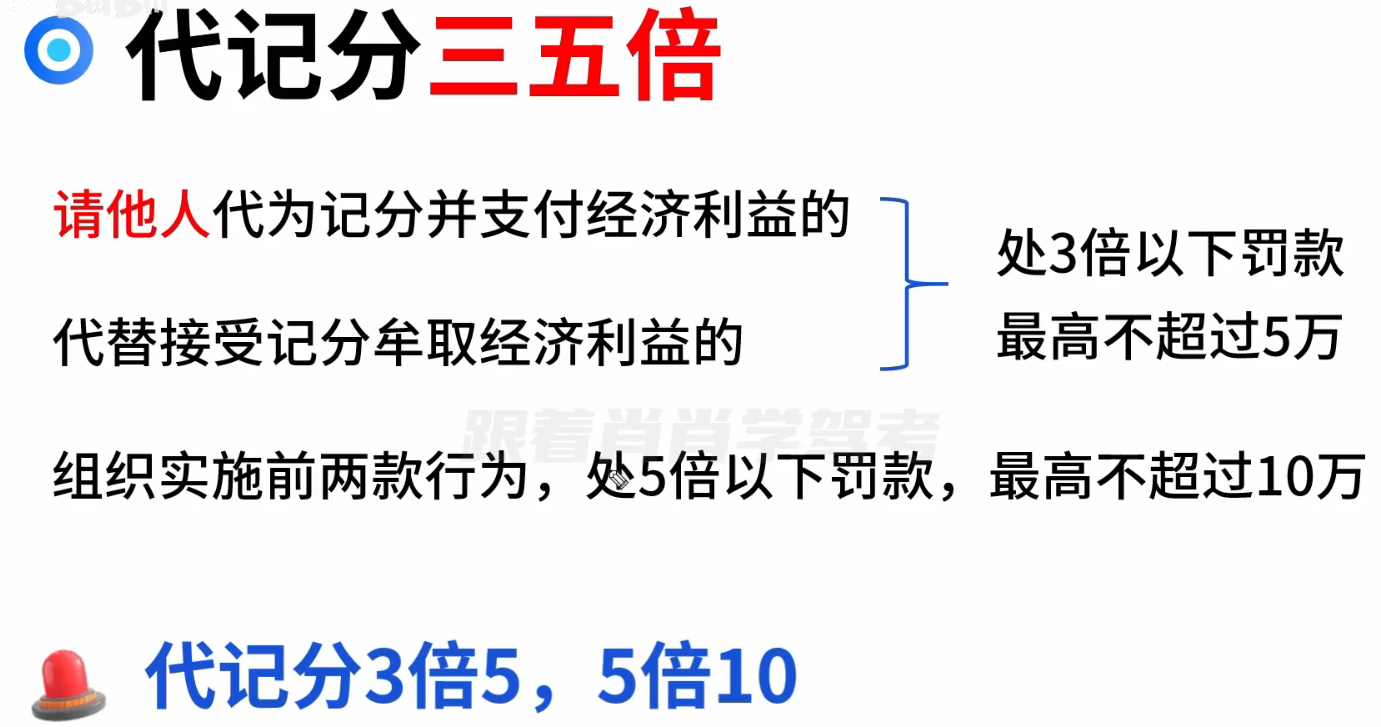 代记分三五倍
请他人代为记分并支付经济利益的
处3倍以下罚款
代替接受记分牟取经济利益的
最高不超过5万
跟着肖肖学驾考
组织实施前两款行为，处5倍以下罚款，最高不超过10万
代记分3倍5，5倍10